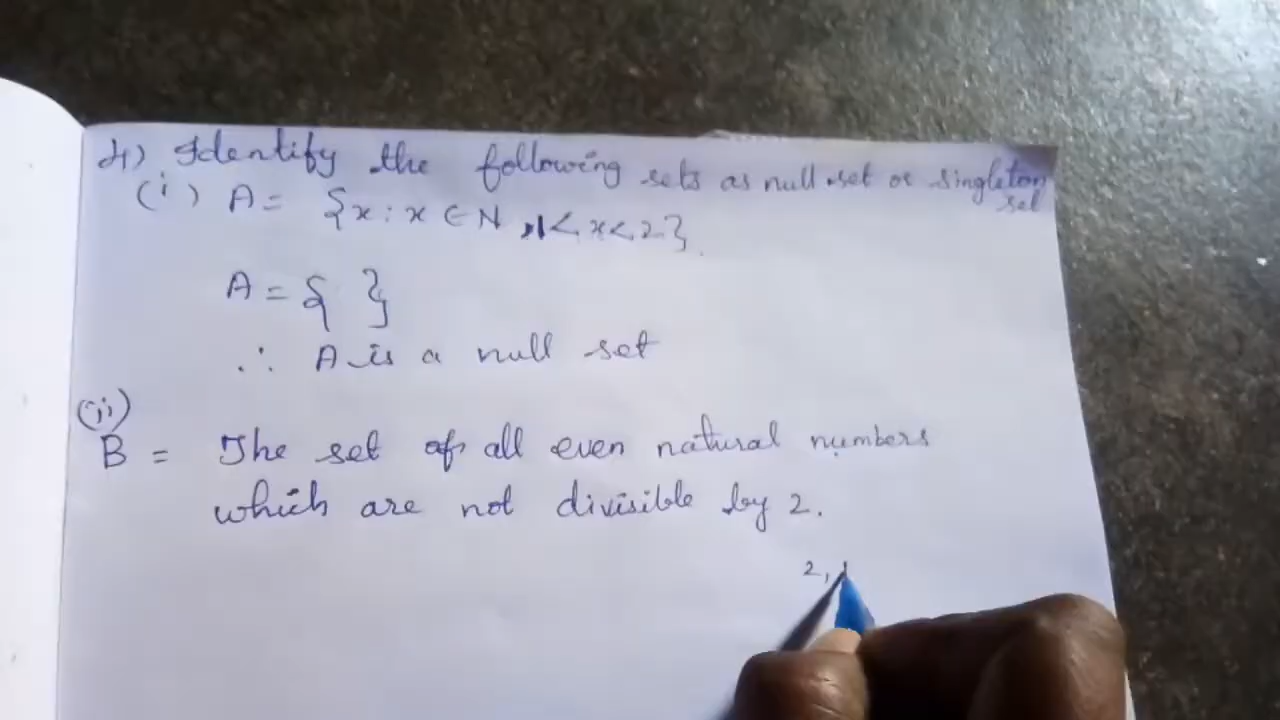 4) Identify the following sets as null set or singleton
set
(i) A = {x : x ∈ N, 1 < x < 2}.
A = { }
∴ A is a null set
(ii)
B = The set of all even natural numbers
which are not divisible by 2.
2,